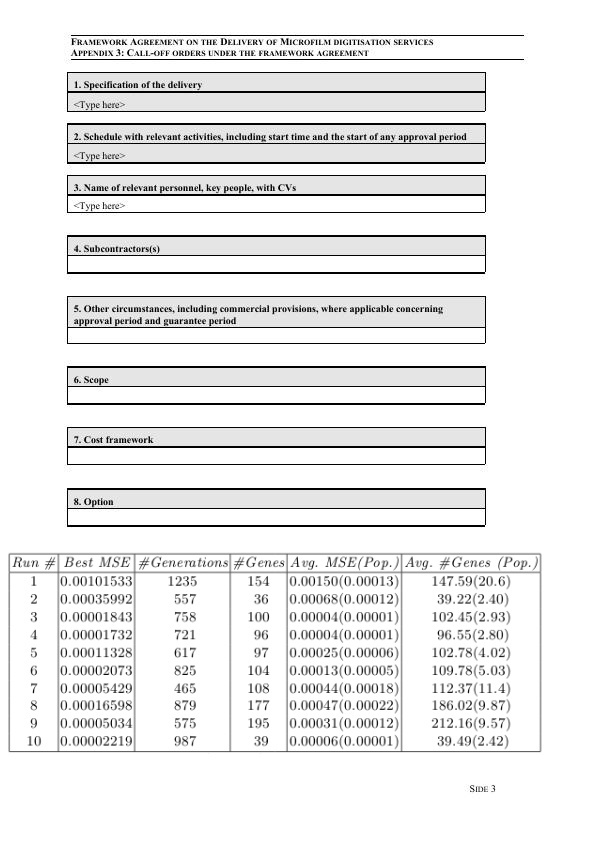 FRAMEWORK AGREEMENT ON THE DELIVERY OF MICROFILM DIGITISATION SERVICES
APPENDIX 3: CALL-OFF ORDERS UNDER THE FRAMEWORK AGREEMENT
1. Specification of the delivery
<Type here>
2. Schedule with relevant activities, including start time and the start of any approval period
<Type here>
3. Name of relevant personnel, key people, with CVs
<Type here>
4. Subcontractors(s)
5. Other circumstances, including commercial provisions, where applicable concerning
approval period and guarantee period
6. Scope
7. Cost framework
8. Option
Run # Best MSE #Generations #Genes Avg. MSE(Pop.) Avg. #Genes (Pop.)
1 0.00101533 1235 154 0.00150(0.00013) 147.59(20.6)
2 0.00035992 557 36 0.00068(0.00012) 39.22(2.40)
3 0.00001843 758 100 0.00004(0.00001) 102.45(2.93)
4 0.00001732 721 96 0.00004(0.00001) 96.55(2.80)
5 0.00011328 617 97 0.00025(0.00006) 102.78(4.02)
6 0.00002073 825 104 0.00013(0.00005) 109.78(5.03)
7 0.00005429 465 108 0.00044(0.00018) 112.37(11.4)
8 0.00016598 879 177 0.00047(0.00022) 186.02(9.87)
9 0.00005034 575 195 0.00031(0.00012) 212.16(9.57)
10 0.00002219 987 39 0.00006(0.00001) 39.49(2.42)
SIDE 3